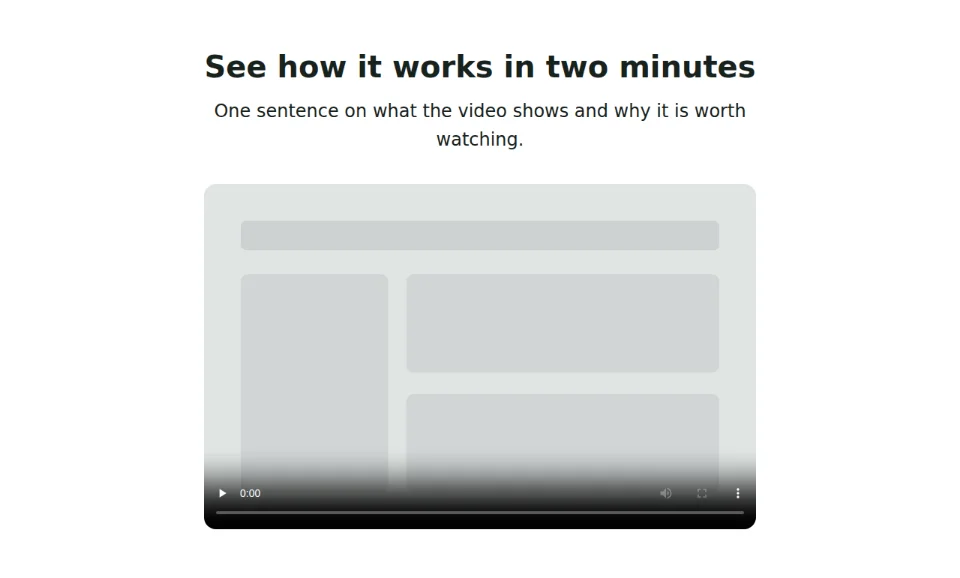 See how it works in two minutes
One sentence on what the video shows and why it is worth
watching.
0:00